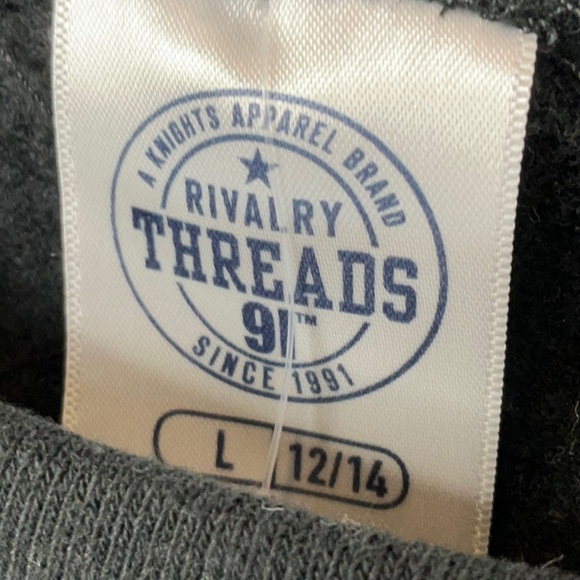 A KNIGHTS APPAREL BRAND
RIVALRY
THREADS
91™
SINCE 1991
L 12/14